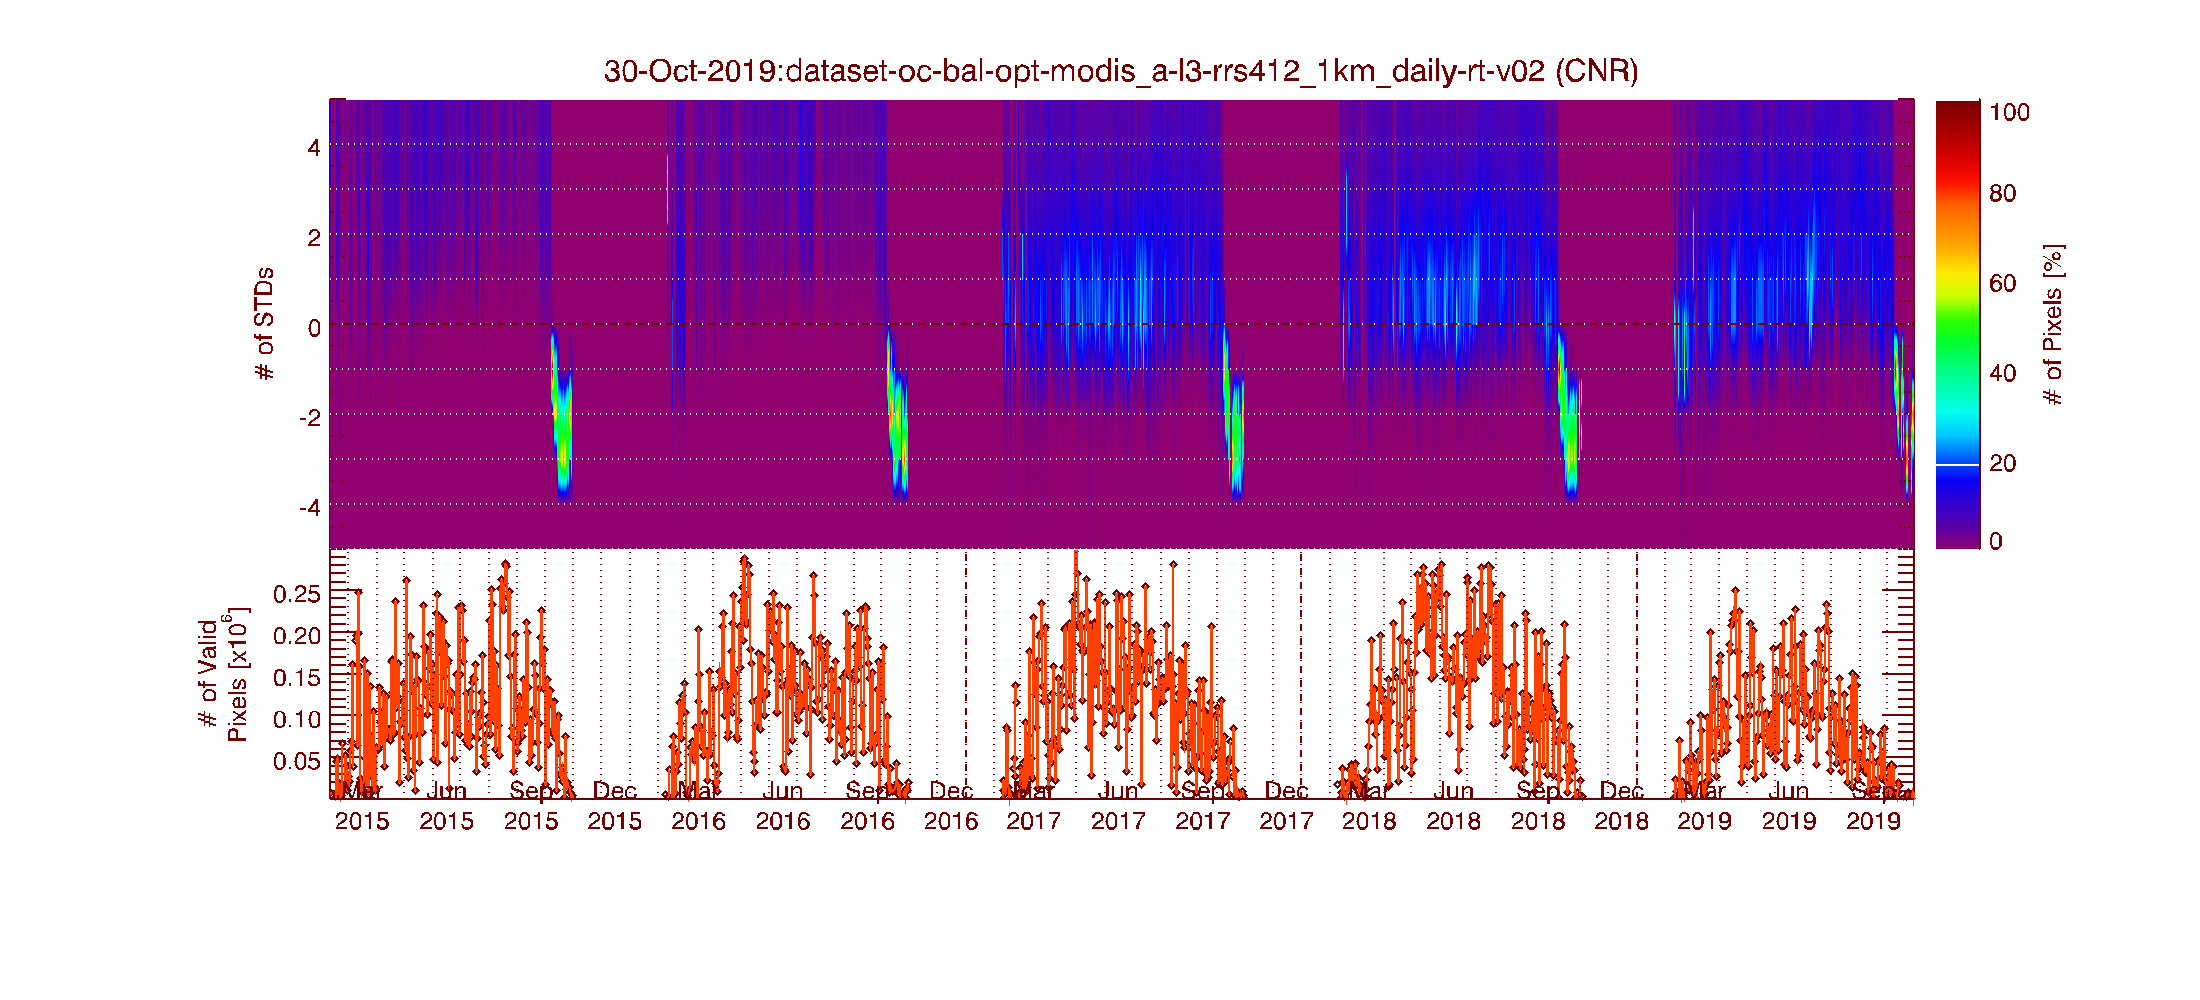 30-Oct-2019:dataset-oc-bal-opt-modis_a-l3-rrs412_1km_daily-rt-v02 (CNR)
# of STDs
4
2
0
-2
-4
100
80
60
40
20
0
# of Pixels [%]
# of Valid
Pixels [x10^6]
0.25
0.20
0.15
0.10
0.05
Mar Jun Sep Dec Mar Jun Sep Dec Mar Jun Sep Dec Mar Jun Sep Dec Mar Jun Sep
2015 2015 2015 2015 2016 2016 2016 2016 2017 2017 2017 2017 2018 2018 2018 2018 2019 2019 2019